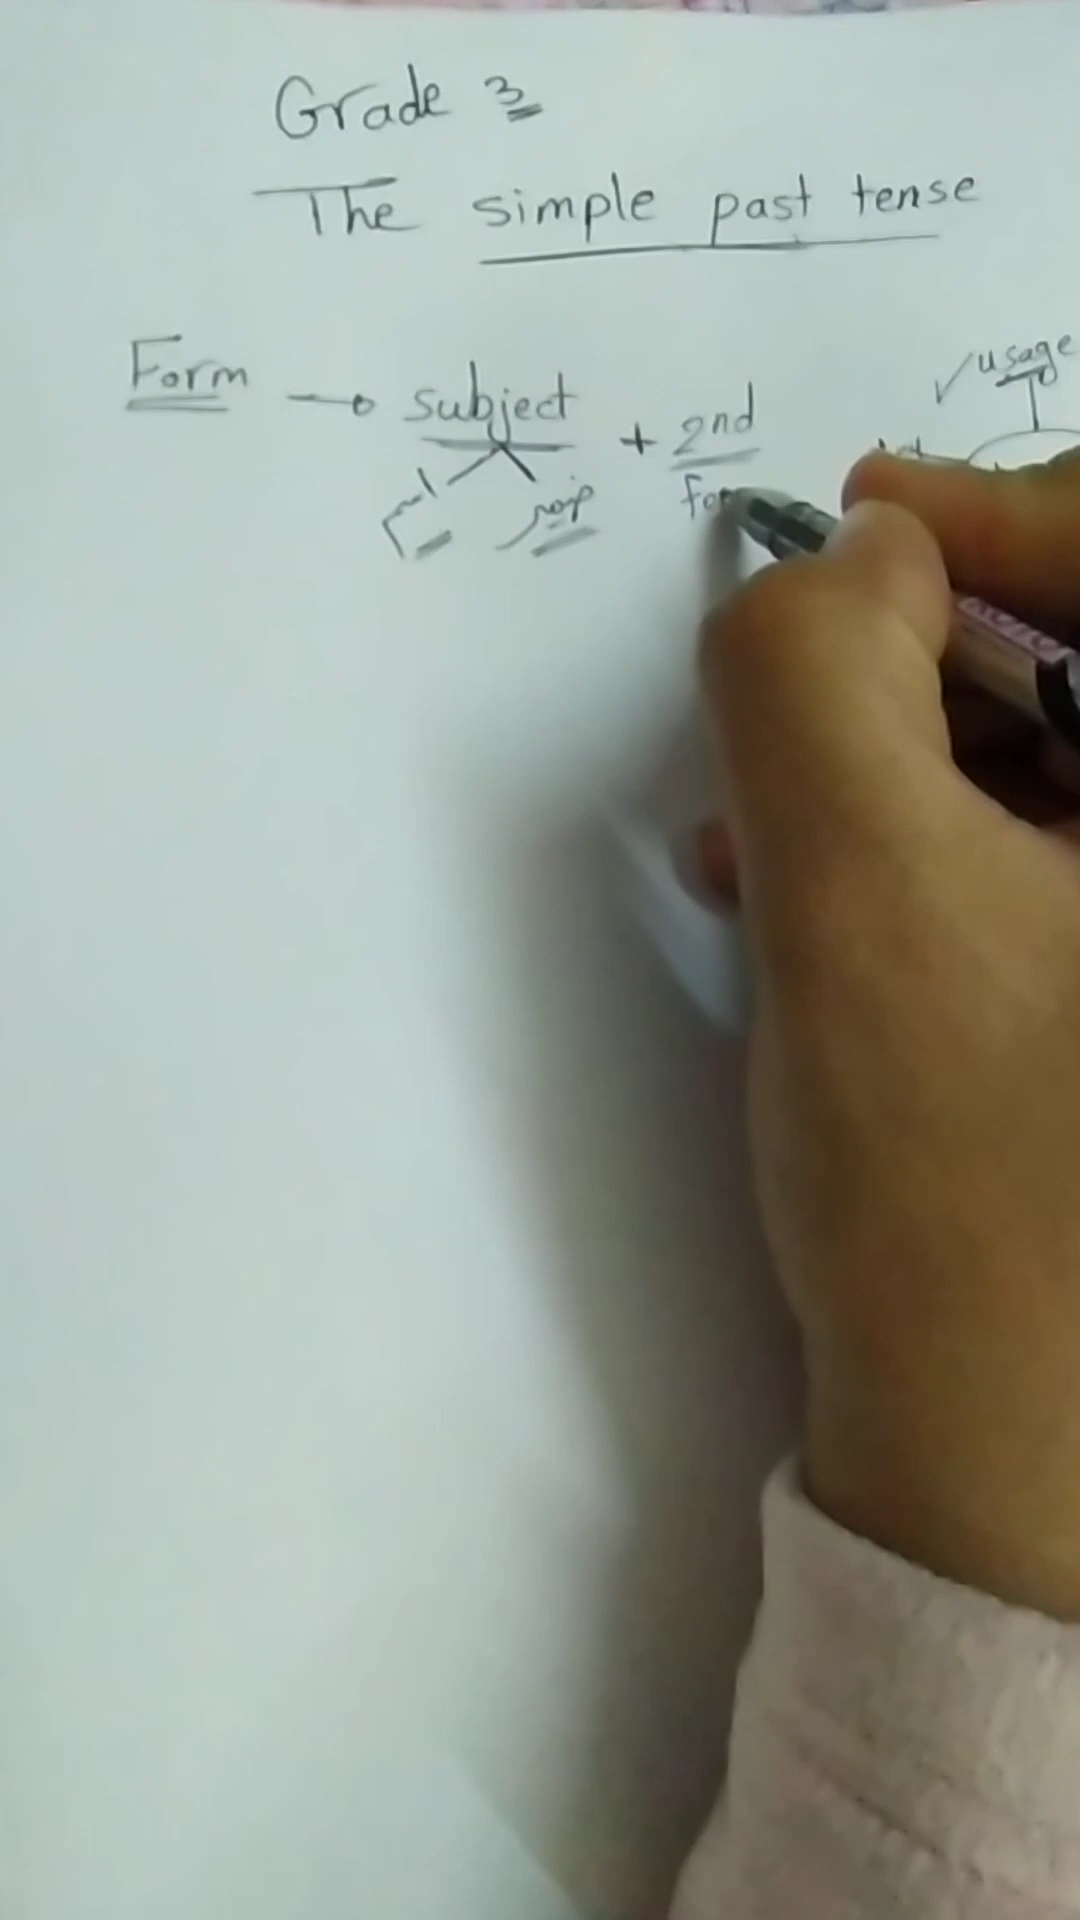 Grade 3
The simple past tense
usage
Form → subject + 2nd
اسم ضمير